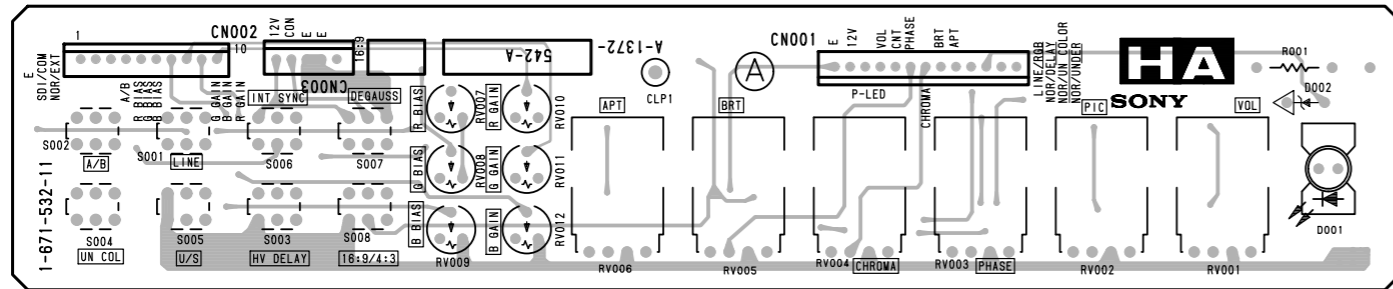 1
CN002
10
E
SDI/COM
NOR/EXT
A/B
R BIAS
G BIAS
B BIAS
G GAIN
B GAIN
R GAIN
12V
CON
E
E
16:9
CN003
INT SYNC
DEGAUSS
542-A
A-1372-
CLP1
A
CN001
E
12V
VOL
CNT
PHASE
BRT
APT
P-LED
CHROMA
LINE/RGB
NOR/DELAY
NOR/UN COLOR
NOR/UNDER
HA
SONY
R001
D002
S002
A/B
S001
LINE
S006
S007
R BIAS
RV007
R GAIN
RV010
G BIAS
RV008
G GAIN
RV011
B BIAS
RV009
B GAIN
RV012
APT
BRT
PIC
VOL
1-671-532-11
S004
UN COL
S005
U/S
S003
HV DELAY
S008
16:9/4:3
RV006
RV005
RV004
CHROMA
RV003
PHASE
RV002
RV001
D001